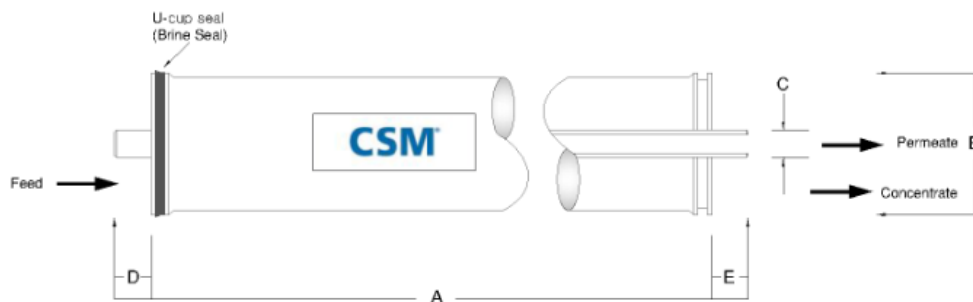 U-cup seal
(Brine Seal)
CSM®
C
Feed
Permeate
Concentrate
D
A
E